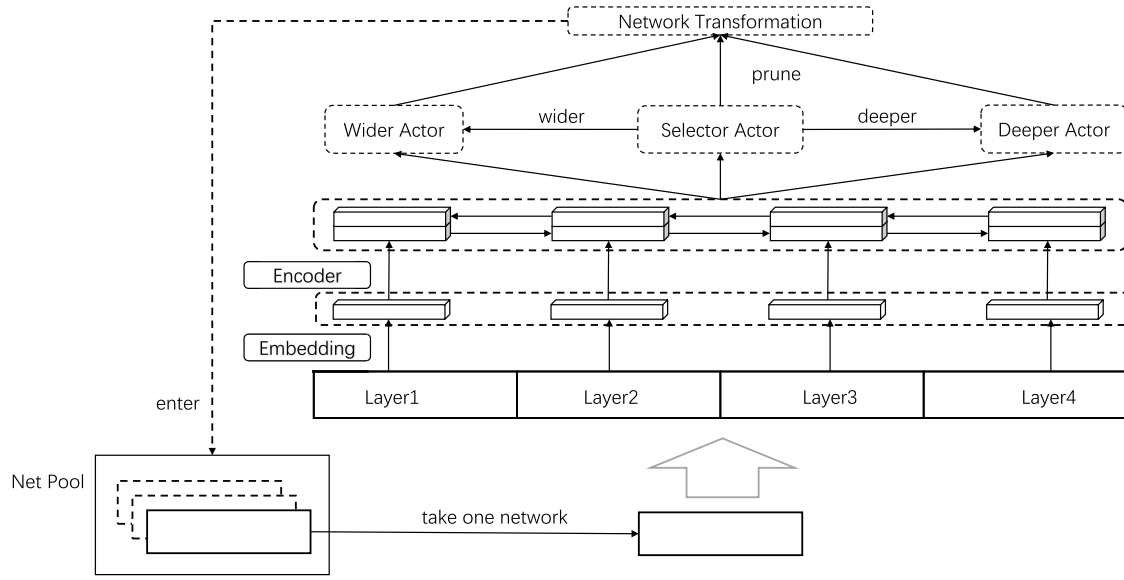 Network Transformation
prune
Wider Actor
wider
Selector Actor
deeper
Deeper Actor
Encoder
Embedding
Layer1
Layer2
Layer3
Layer4
enter
Net Pool
take one network